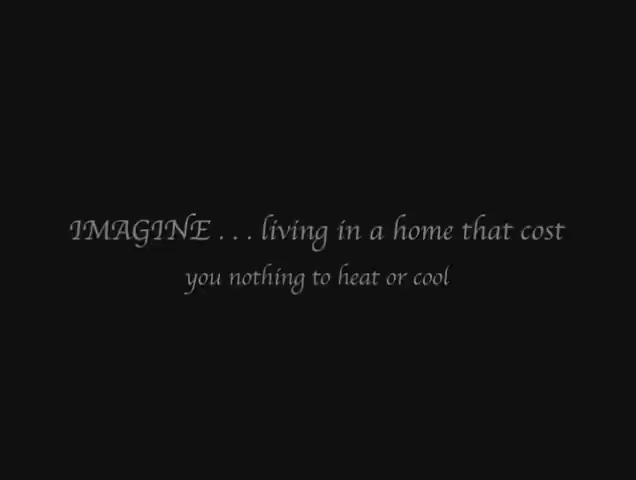 IMAGINE . . . living in a home that cost
you nothing to heat or cool